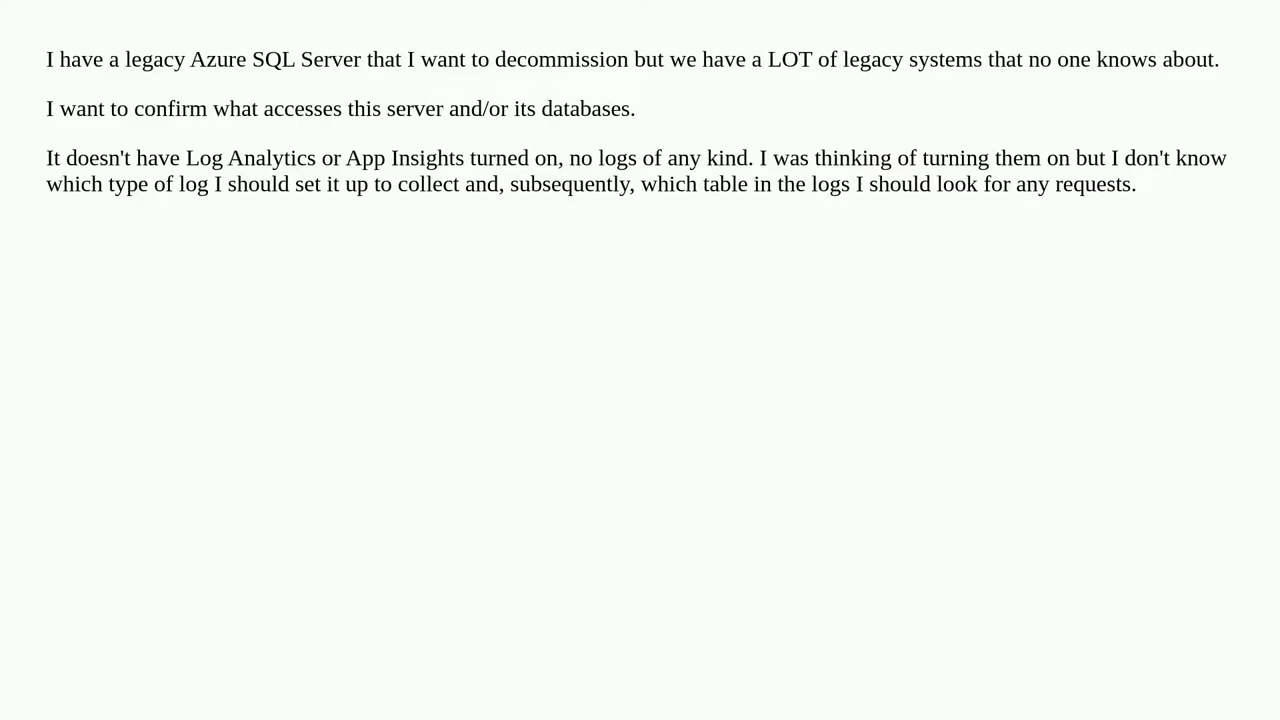 I have a legacy Azure SQL Server that I want to decommission but we have a LOT of legacy systems that no one knows about.
I want to confirm what accesses this server and/or its databases.
It doesn't have Log Analytics or App Insights turned on, no logs of any kind. I was thinking of turning them on but I don't know
which type of log I should set it up to collect and, subsequently, which table in the logs I should look for any requests.